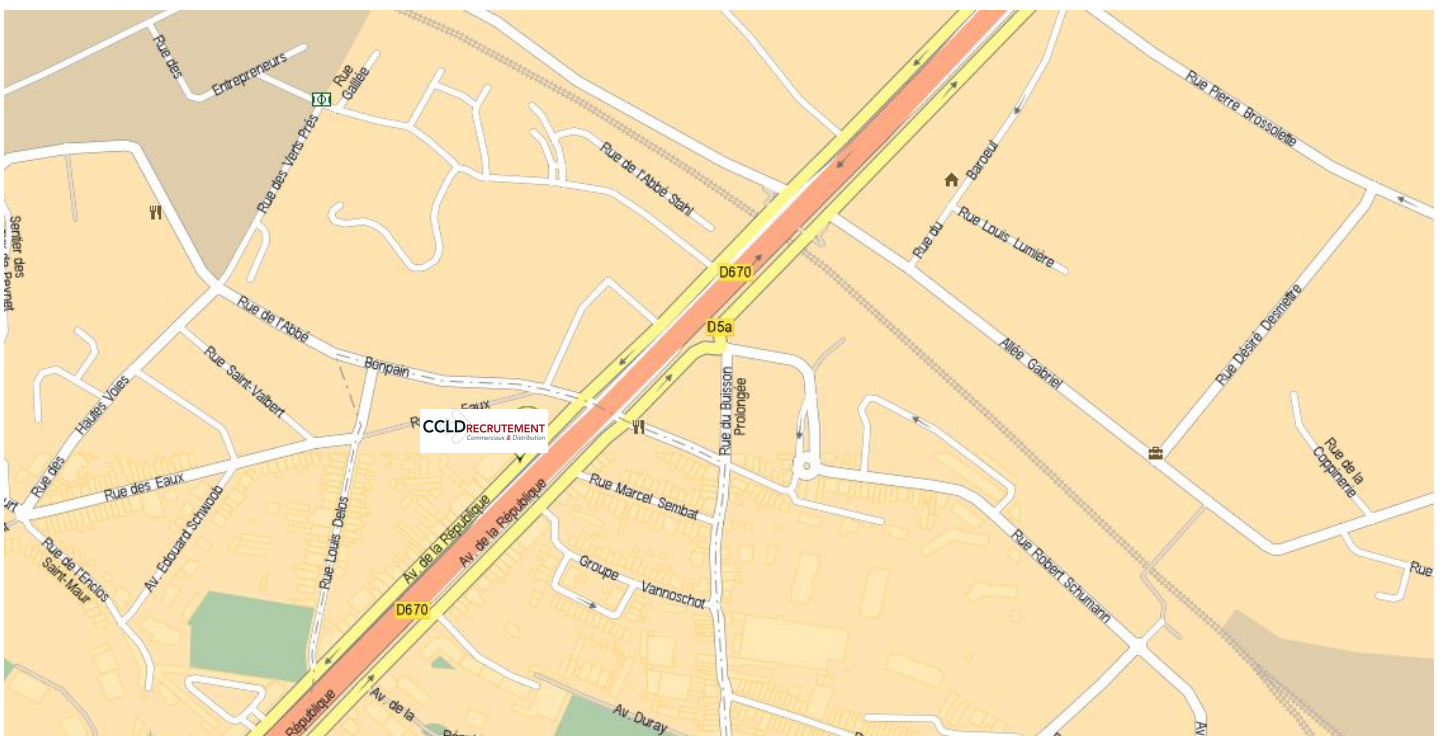 Rue des
Entrepreneurs
Rue
Galilée
Rue des Verts Prés
Rue de l'Abbé Stahl
Rue Pierre Brossolette
Rue du
Baroeul
Rue Louis Lumière
Sentier des
Rue Désiré Desmettre
D670
D5a
Allée Gabriel
Rue de l'Abbé
Bonpain
Rue Saint-Valbert
Rue des
Hautes Voies
Eaux
CCLD RECRUTEMENT
Commerciaux & Distribution
Rue du Buisson
Prolongée
Rue de la
Coppinerie
Rue des Eaux
Av. Edouard Schwoob
Rue Louis Delos
Av. de la République
Av. de la République
Rue Marcel Sembat
Rue de l'Enclos
Saint-Maur
Groupe
Vannoschot
Rue Robert Schumann
Rue
D670
République
Av. de la
Av. Duray
Av